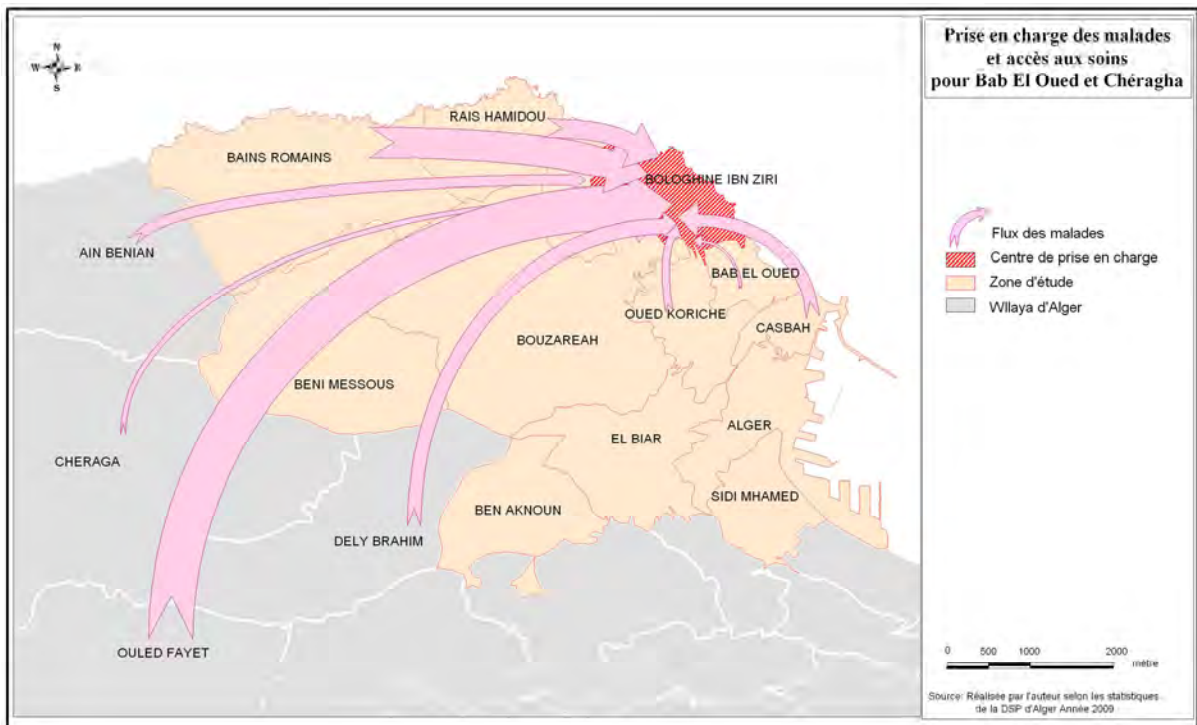 Prise en charge des malades
et accès aux soins
pour Bab El Oued et Chéragha
N
W E
S
RAIS HAMIDOU
BAINS ROMAINS
BOLOGHINE IBN ZIRI
AIN BENIAN
BAB EL OUED
OUED KORICHE
CASBAH
BOUZAREAH
BENI MESSOUS
ALGER
EL BIAR
CHERAGA
SIDI MHAMED
BEN AKNOUN
DELY BRAHIM
OULED FAYET
Flux des malades
Centre de prise en charge
Zone d'étude
WIlaya d'Alger
0 500 1000 2000
mètre
Source: Réalisée par l'auteur selon les statistiques
de la DSP d'Alger Année 2009